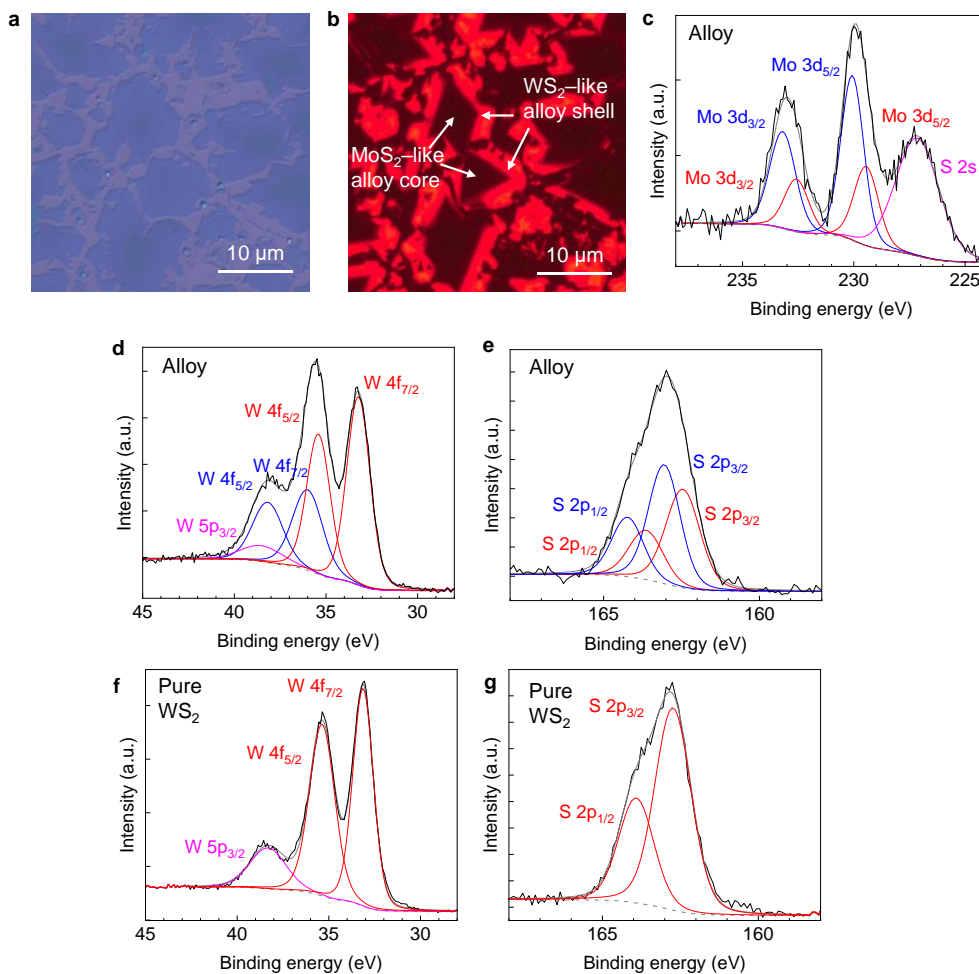 a
10 µm
b
WS₂–like
alloy shell
MoS₂–like
alloy core
10 µm
c
Alloy
Mo 3d₅/₂
Mo 3d₃/₂
Mo 3d₅/₂
Mo 3d₃/₂
S 2s
Intensity (a.u.)
235 230 225
Binding energy (eV)
d
Alloy
W 4f₇/₂
W 4f₅/₂
W 4f₇/₂
W 4f₅/₂
W 5p₃/₂
Intensity (a.u.)
45 40 35 30
Binding energy (eV)
e
Alloy
S 2p₃/₂
S 2p₁/₂
S 2p₃/₂
S 2p₁/₂
Intensity (a.u.)
165 160
Binding energy (eV)
f
Pure
WS₂
W 4f₇/₂
W 4f₅/₂
W 5p₃/₂
Intensity (a.u.)
45 40 35 30
Binding energy (eV)
g
Pure
WS₂
S 2p₃/₂
S 2p₁/₂
Intensity (a.u.)
165 160
Binding energy (eV)